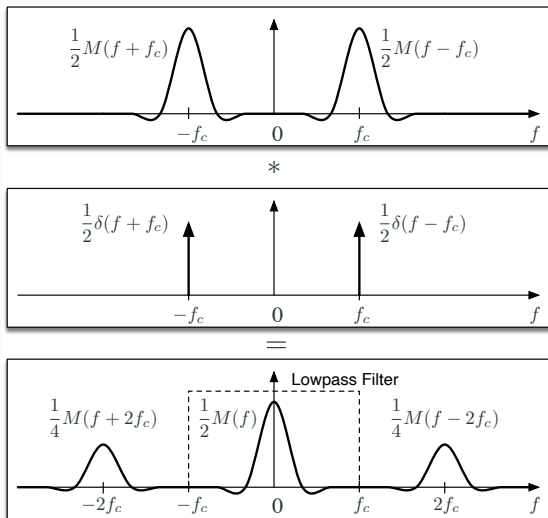 ½M(f + f_c)
½M(f − f_c)
−f_c 0 f_c f
*
½δ(f + f_c)
½δ(f − f_c)
−f_c 0 f_c f
=
Lowpass Filter
¼M(f + 2f_c)
½M(f)
¼M(f − 2f_c)
−2f_c −f_c 0 f_c 2f_c f